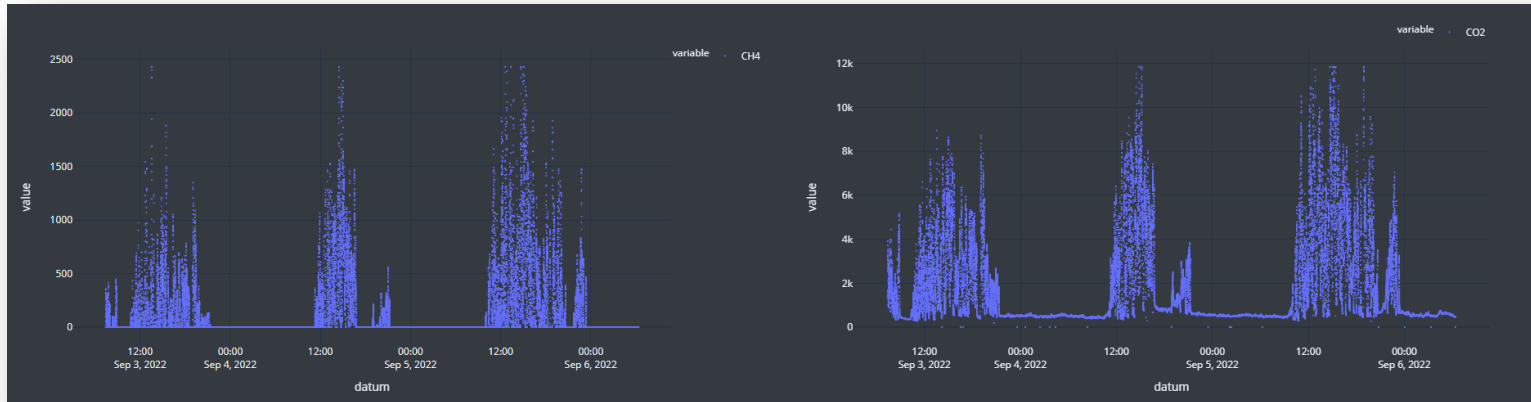 variable CH4
2500
2000
1500
1000
500
0
value
12:00 00:00 12:00 00:00 12:00 00:00
Sep 3, 2022 Sep 4, 2022 Sep 5, 2022 Sep 6, 2022
datum
variable CO2
12k
10k
8k
6k
4k
2k
0
value
12:00 00:00 12:00 00:00 12:00 00:00
Sep 3, 2022 Sep 4, 2022 Sep 5, 2022 Sep 6, 2022
datum